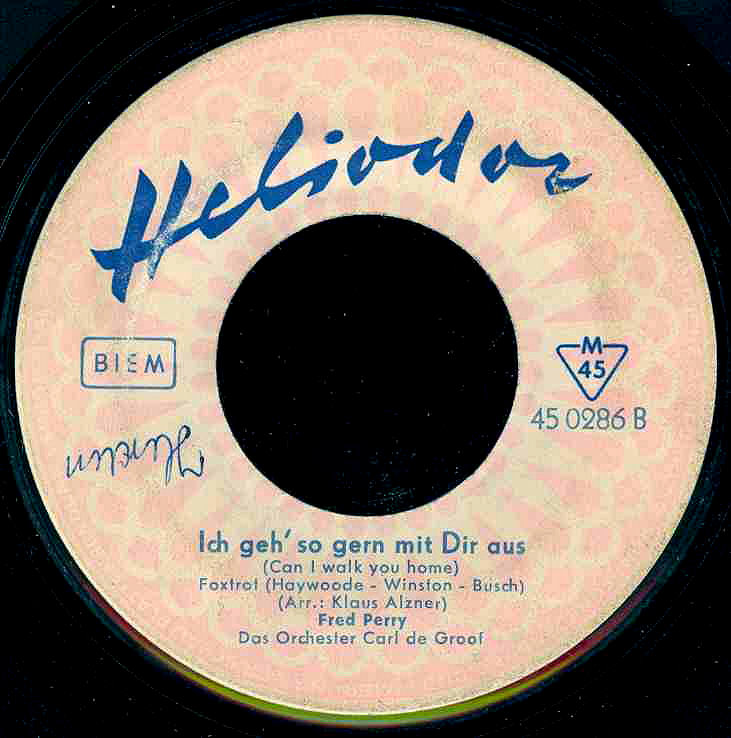 Heliodor
BIEM
M
45
45 0286 B
Ich geh' so gern mit Dir aus
(Can I walk you home)
Foxtrot (Haywoode - Winston - Busch)
(Arr.: Klaus Alzner)
Fred Perry
Das Orchester Carl de Groof